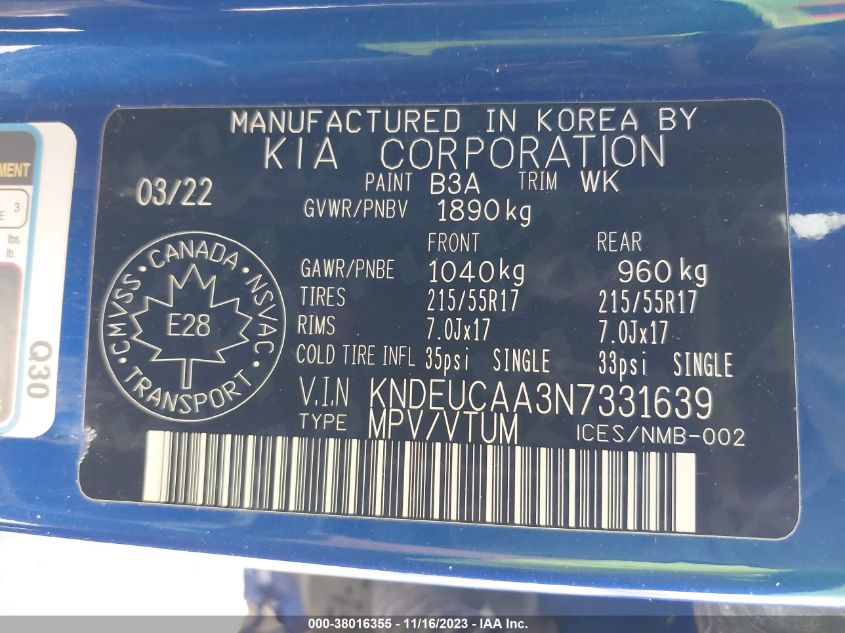 MANUFACTURED IN KOREA BY
KIA CORPORATION
03/22 PAINT B3A TRIM WK
GVWR/PNBV 1890kg
FRONT REAR
GAWR/PNBE 1040kg 960kg
TIRES 215/55R17 215/55R17
RIMS 7.0Jx17 7.0Jx17
COLD TIRE INFL 35psi SINGLE 33psi SINGLE
V.I.N KNDEUCAA3N7331639
TYPE MPV/VTUM ICES/NMB-002
CMVSS · CANADA · NSVAC · TRANSPORT ·
E28
MENT
3
E
lbs.
lb.
Q30
000-38016355 - 11/16/2023 - IAA Inc.